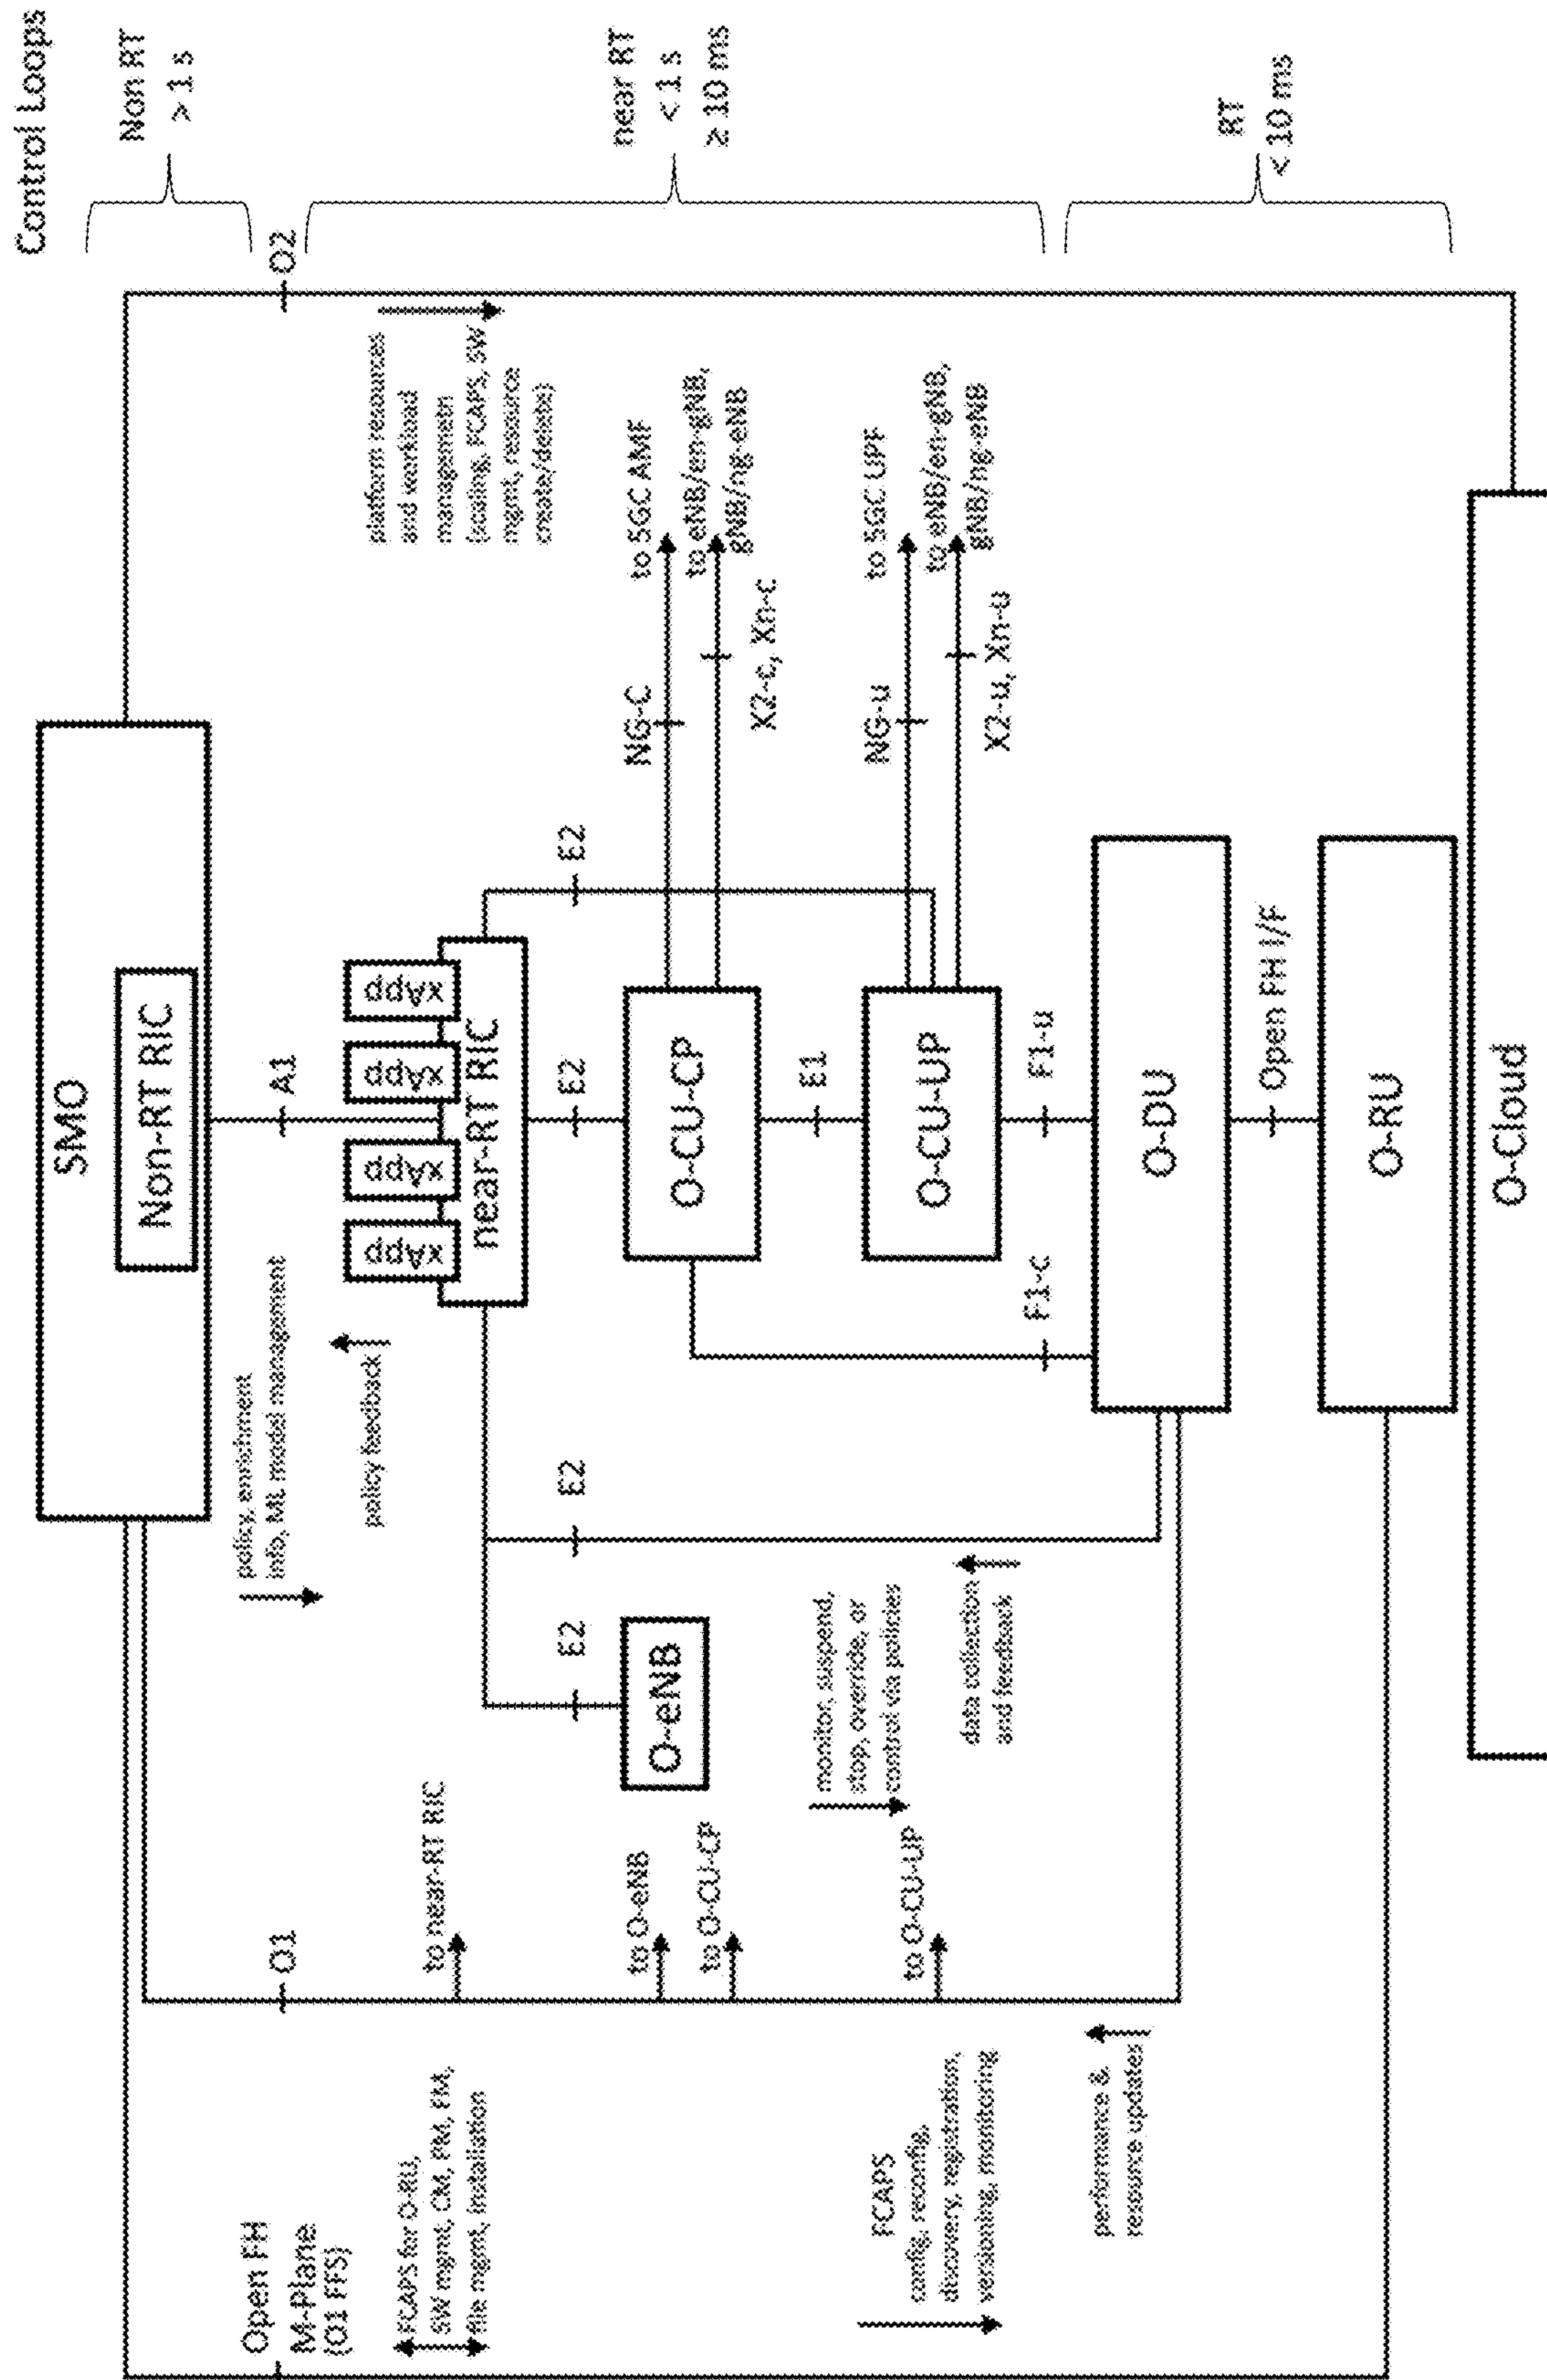 Control Loops
Non RT
> 1 s
near RT
< 1 s
≥ 10 ms
RT
< 10 ms
SMO
Non-RT RIC
Open FH
M-Plane
(O1 FFS)
O1
A1
O2
policy, enrichment
info, ML model management
policy feedback
FCAPS for O-RU,
SW mgmt, CM, PM, FM,
file mgmt, installation
platform resources
and workload
managemetn
(scaling, FCAPS, SW
mgmt, resource
create/delete)
xApp
xApp
xApp
xApp
near-RT RIC
to near-RT RIC
E2
E2
E2
E2
O-eNB
to O-eNB
to O-CU-CP
O-CU-CP
NG-C
to 5GC AMF
X2-c, Xn-c
to eNB/en-gNB,
gNB/ng-eNB
E1
monitor, suspend,
stop, override, or
control via policies
data collection
and feedback
to O-CU-UP
O-CU-UP
NG-u
to 5GC UPF
X2-u, Xn-u
to eNB/en-gNB,
gNB/ng-eNB
FCAPS
config, reconfig,
discovery, registration,
versioning, monitoring
performance &
resource updates
F1-c
F1-u
O-DU
Open FH I/F
O-RU
O-Cloud